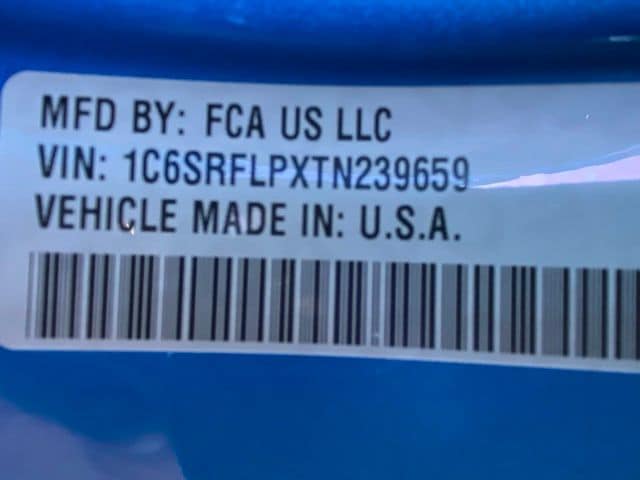 MFD BY: FCA US LLC
VIN: 1C6SRFLPXTN239659
VEHICLE MADE IN: U.S.A.